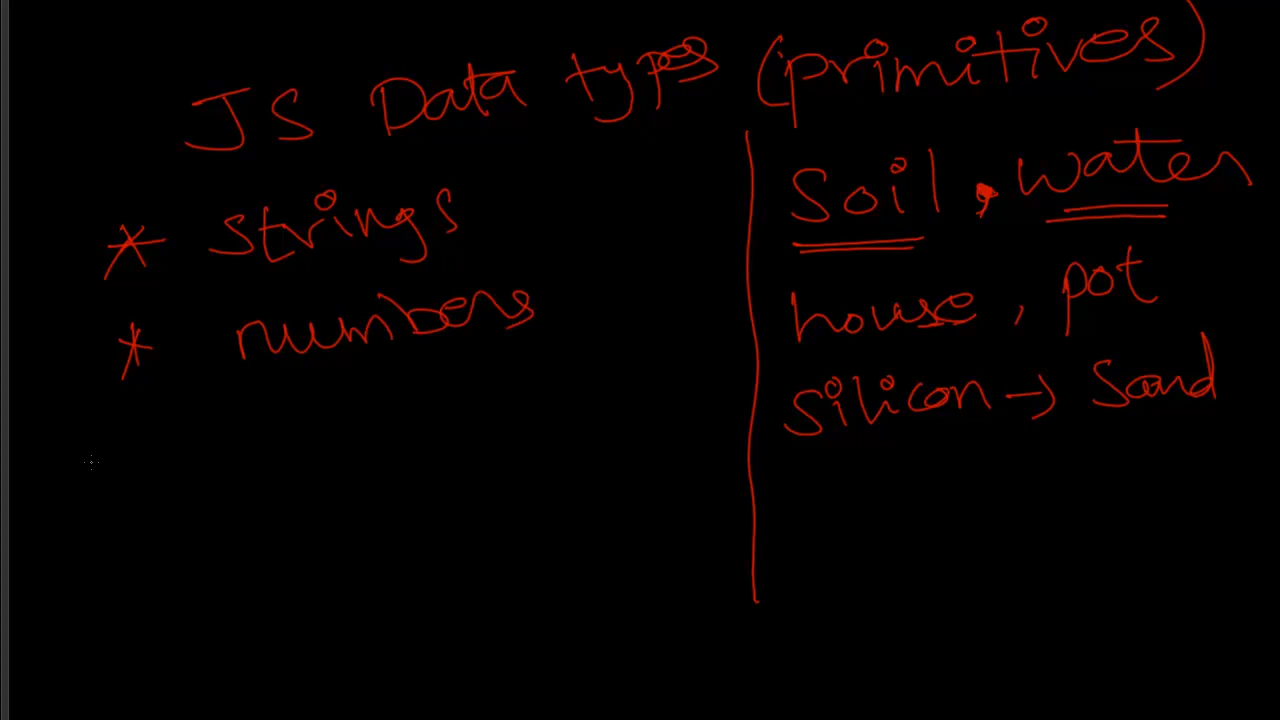 JS Data types (primitives)
* strings
* numbers
Soil, water
house, pot
silicon → Sand